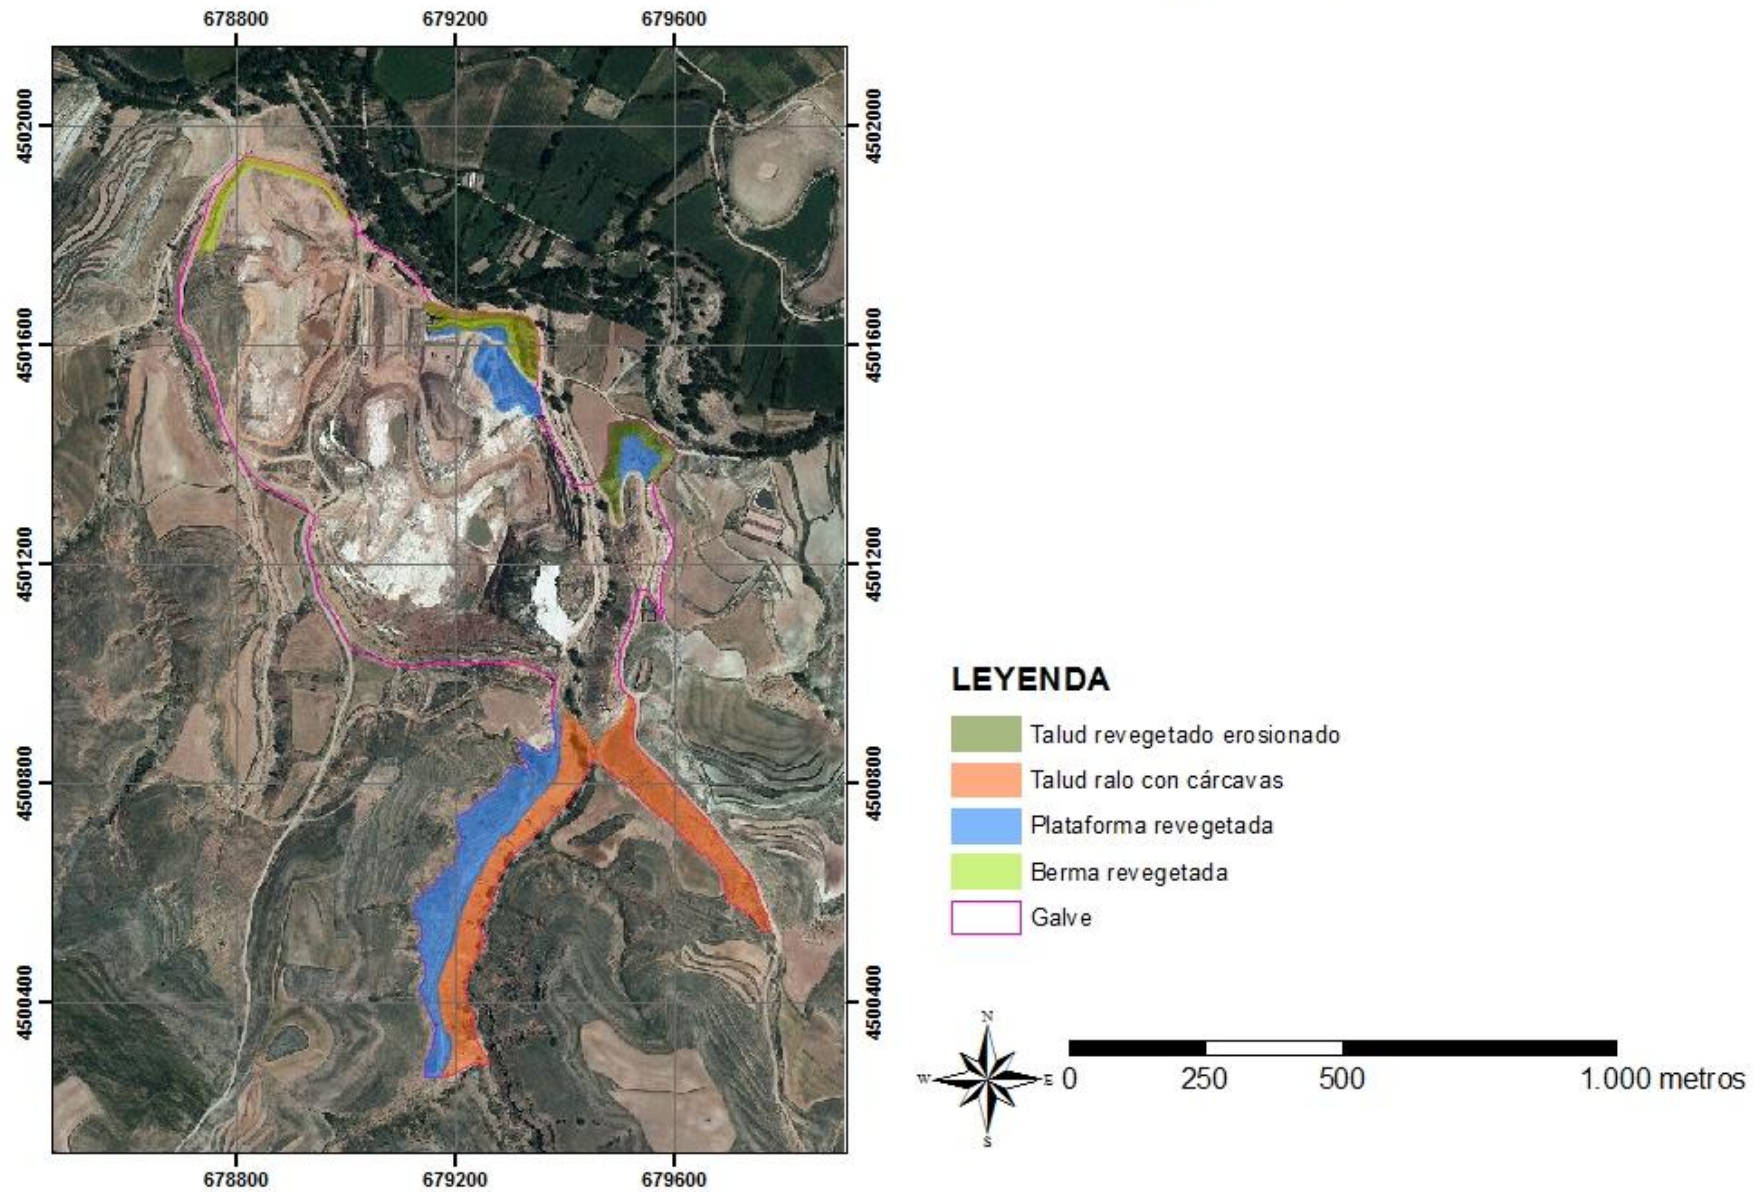 678800 679200 679600
4502000 4502000
4501600 4501600
4501200 4501200
4500800 4500800
4500400 4500400
678800 679200 679600
LEYENDA
Talud revegetado erosionado
Talud ralo con cárcavas
Plataforma revegetada
Berma revegetada
Galve
N
W E
S
0 250 500 1.000 metros